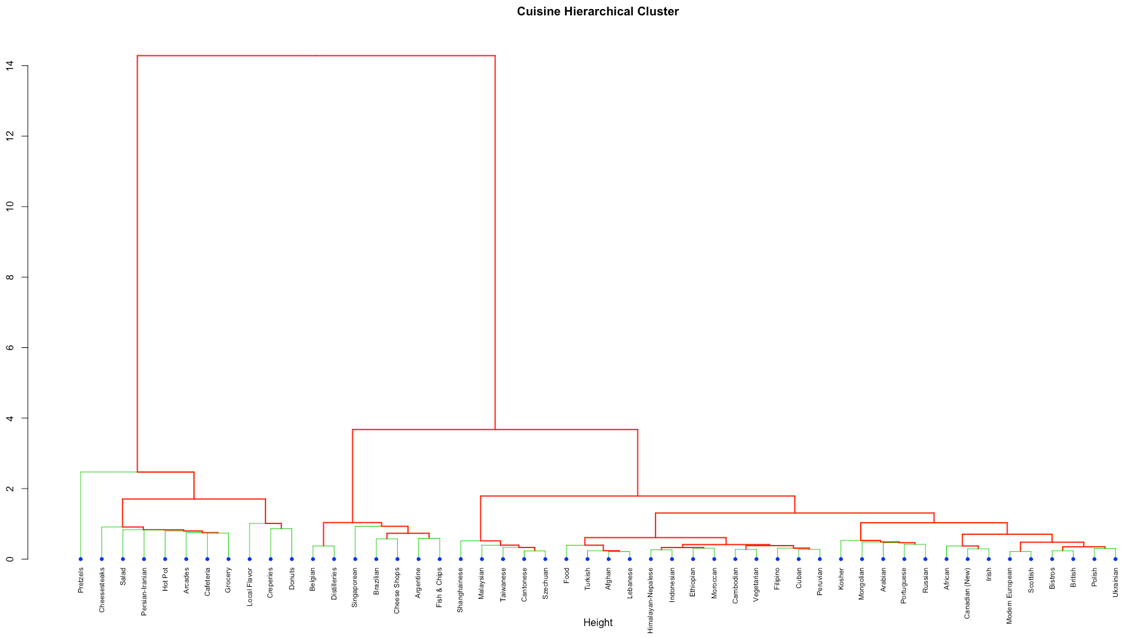 Cuisine Hierarchical Cluster
14
12
10
8
6
4
2
0
Pretzels
Cheesesteaks
Salad
Persian-Iranian
Hot Pot
Arcades
Cafeteria
Grocery
Local Flavor
Creperies
Donuts
Belgian
Distilleries
Singaporean
Brazilian
Cheese Shops
Argentine
Fish & Chips
Shanghainese
Malaysian
Taiwanese
Cantonese
Szechuan
Food
Turkish
Afghan
Lebanese
Himalayan-Nepalese
Indonesian
Ethiopian
Moroccan
Cambodian
Vegetarian
Filipino
Cuban
Peruvian
Kosher
Mongolian
Arabian
Portuguese
Russian
African
Canadian (New)
Irish
Modern European
Scottish
Bistros
British
Polish
Ukrainian
Height